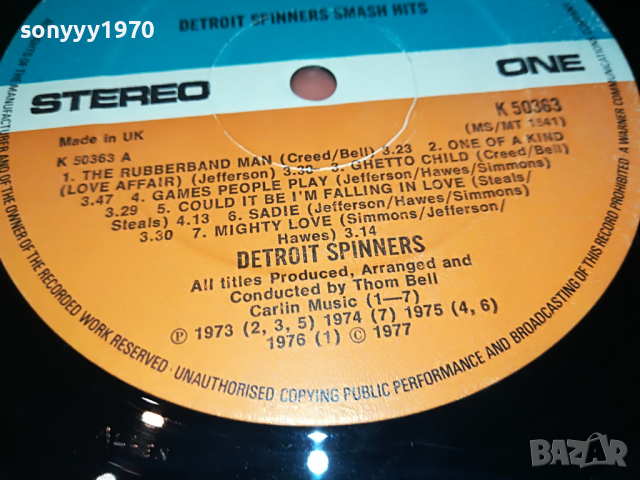 sonyyy1970
DETROIT SPINNERS SMASH HITS
STEREO
ONE
Made in UK
K 50363
K 50363 A
(MS/MT 1541)
1. THE RUBBERBAND MAN (Creed/Bell) 3.23 2. ONE OF A KIND
(LOVE AFFAIR) (Jefferson) 3.30 3. GHETTO CHILD (Creed/Bell)
3.47 4. GAMES PEOPLE PLAY (Jefferson/Hawes/Simmons)
3.29 5. COULD IT BE I'M FALLING IN LOVE (Steals/
Steals) 4.13 6. SADIE (Jefferson/Hawes/Simmons)
3.30 7. MIGHTY LOVE (Simmons/Jefferson/
Hawes) 3.14
DETROIT SPINNERS
All titles Produced, Arranged and
Conducted by Thom Bell
Carlin Music (1—7)
Ⓟ 1973 (2, 3, 5) 1974 (7) 1975 (4, 6)
1976 (1) © 1977
RIGHTS OF THE MANUFACTURER AND OF THE OWNER OF THE RECORDED WORK RESERVED · UNAUTHORISED COPYING PUBLIC PERFORMANCE AND BROADCASTING OF THIS RECORD PROHIBITED · A WARNER COMMUNICATIONS COMPANY
BAZAR